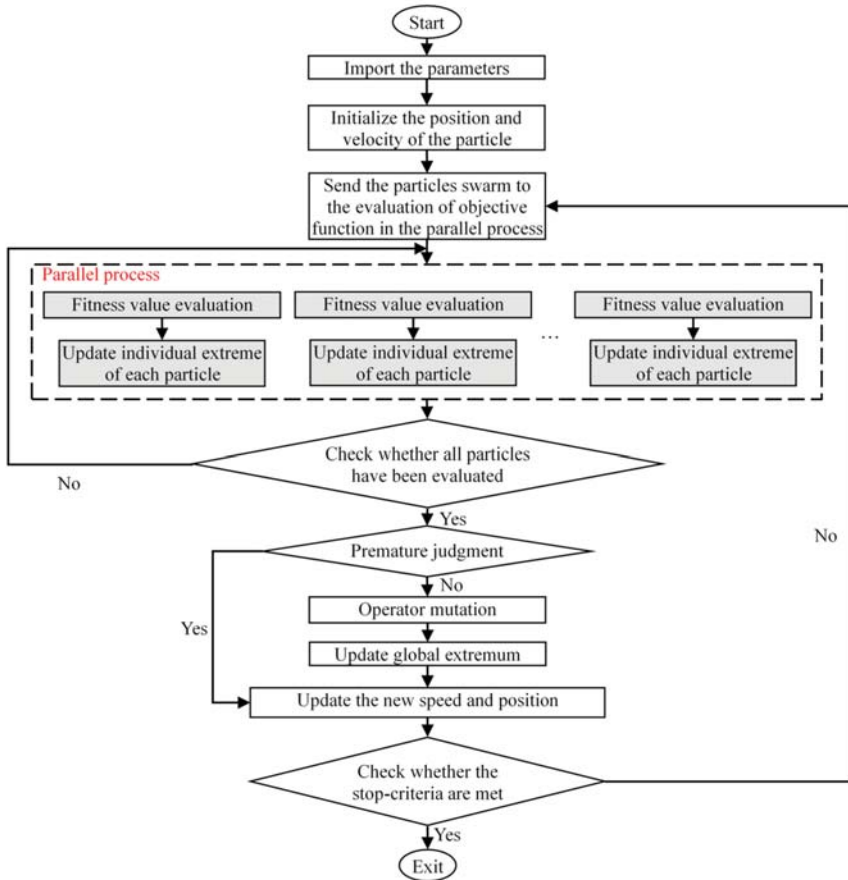 Start
Import the parameters
Initialize the position and
velocity of the particle
Send the particles swarm to
the evaluation of objective
function in the parallel process
Parallel process
Fitness value evaluation
Fitness value evaluation
Fitness value evaluation
...
Update individual extreme
of each particle
Update individual extreme
of each particle
Update individual extreme
of each particle
Check whether all particles
have been evaluated
No
Yes
Premature judgment
No
No
Operator mutation
Yes
Update global extremum
Update the new speed and position
Check whether the
stop-criteria are met
Yes
Exit